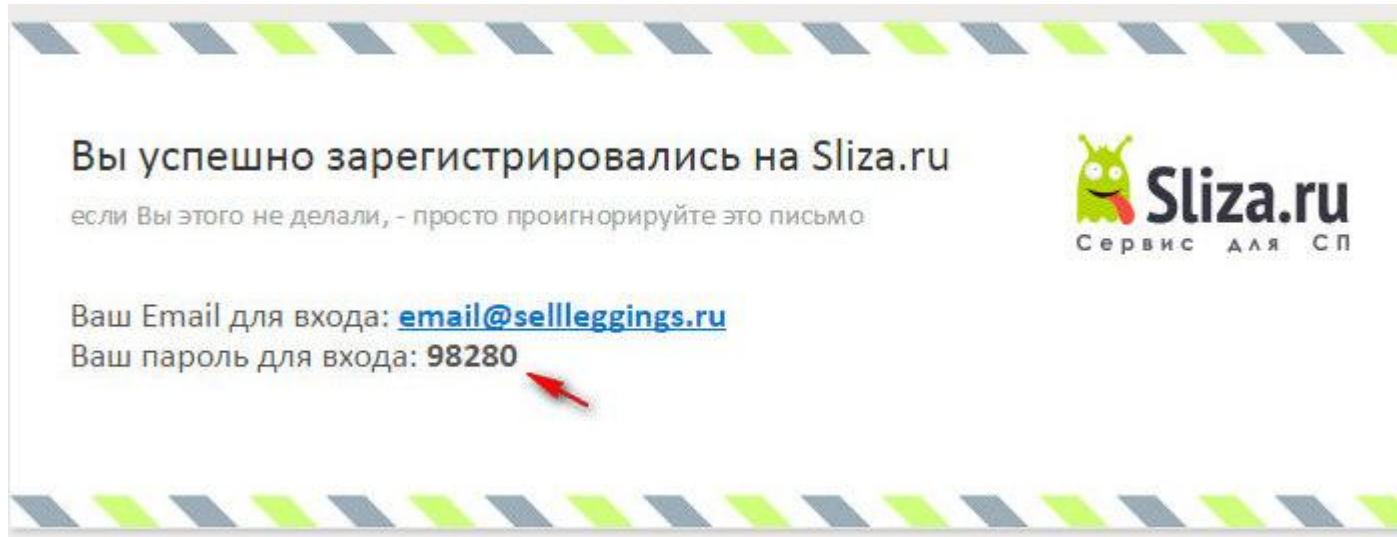 Вы успешно зарегистрировались на Sliza.ru
если Вы этого не делали, - просто проигнорируйте это письмо
Sliza.ru
Сервис для СП
Ваш Email для входа: email@sellleggings.ru
Ваш пароль для входа: 98280